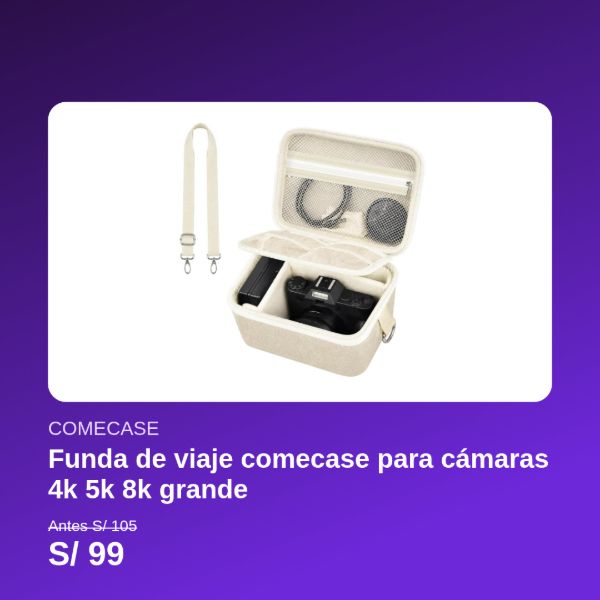 COMECASE
Funda de viaje comecase para cámaras
4k 5k 8k grande
Antes S/ 105
S/ 99